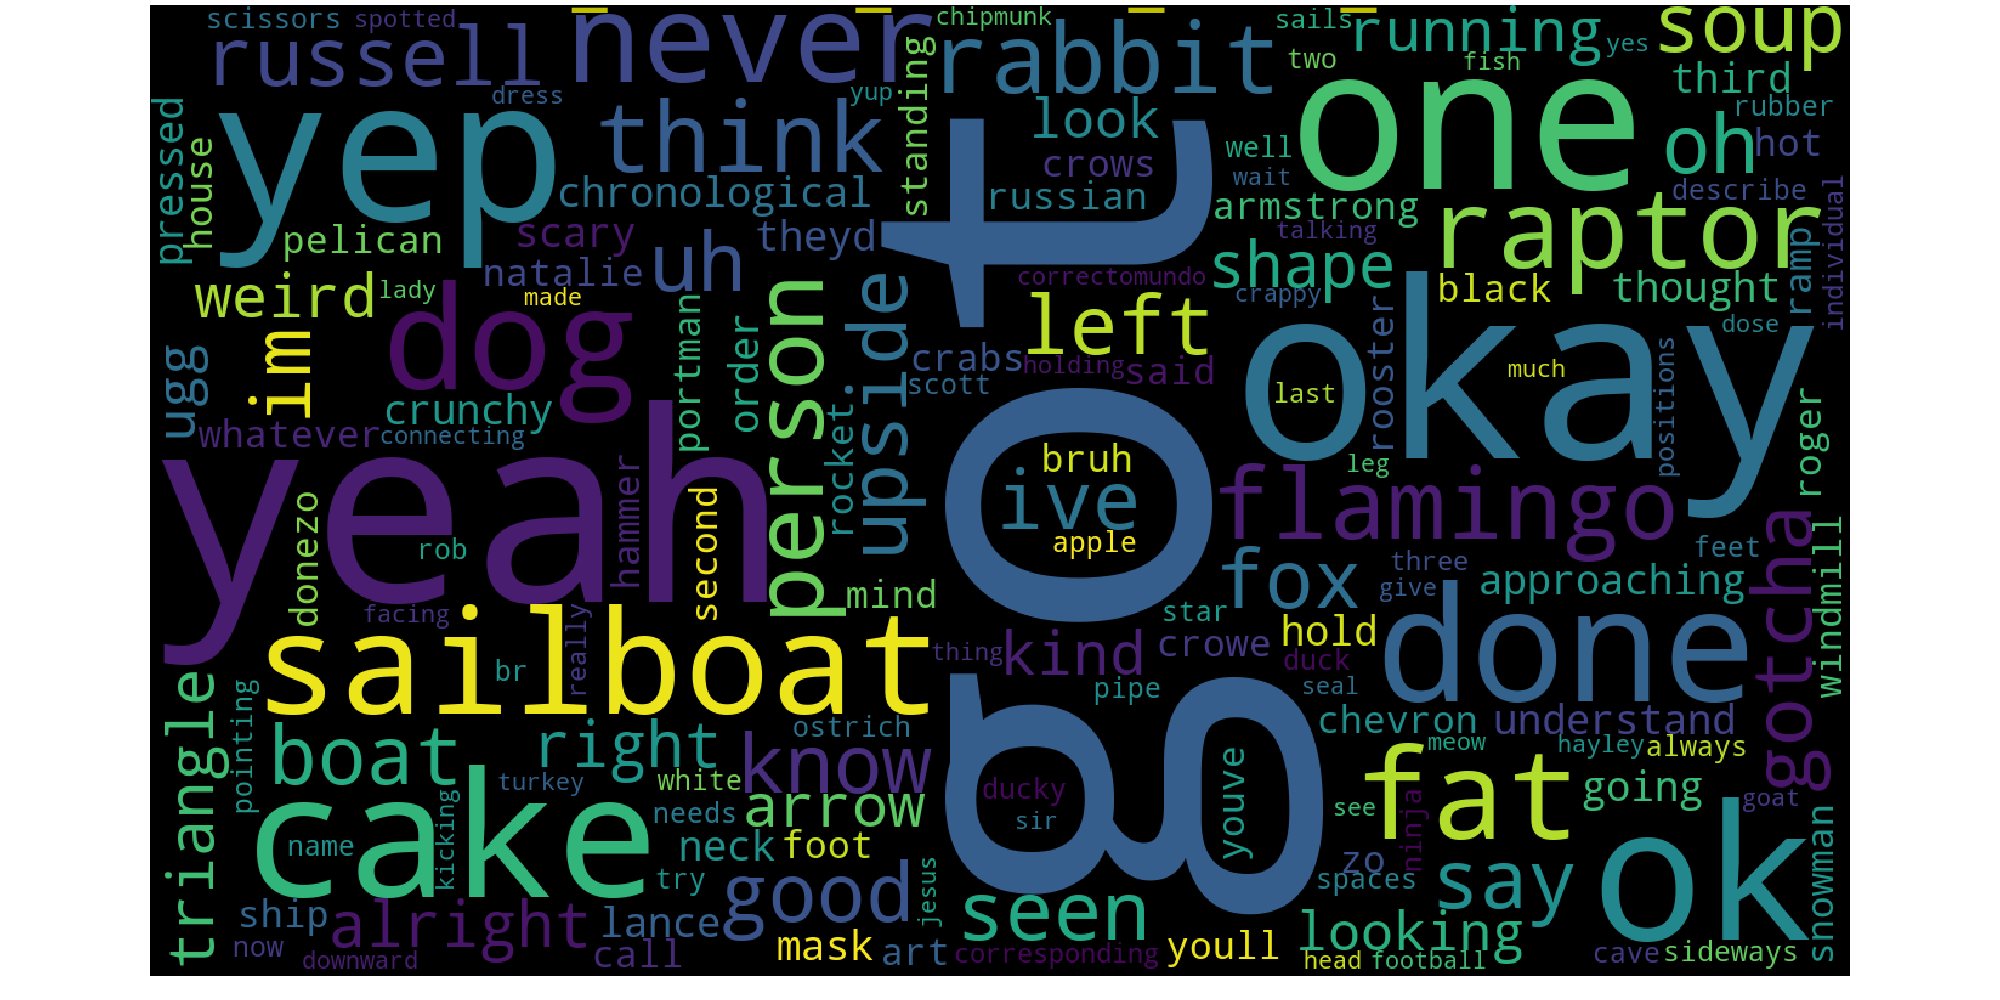 scissors
spotted
never
chipmunk
rabbit
sails
running
soup
russell
yes
two
fish
third
dress
yup
standing
look
one
rubber
yep
think
pressed
house
crows
well
oh
hot
chronological
russian
wait
describe
armstrong
raptor
individual
pelican
scary
theyd
got
talking
ramp
natalie
uh
correctomundo
shape
black
thought
weird
lady
made
crappy
dog
person
upside
left
rooster
okay
dose
im
portman
order
ugg
crabs
holding
said
much
positions
crunchy
scott
last
roger
whatever
connecting
rocket
bruh
leg
yeah
hammer
second
ive
flamingo
gotcha
donezo
apple
windmill
rob
feet
three
fox
approaching
mind
give
facing
really
star
done
sailboat
hold
crowe
thing
kind
duck
br
pipe
seal
triangle
pointing
ostrich
chevron
understand
boat
right
know
youve
meow
hayley
always
turkey
white
ducky
fat
going
cake
kicking
needs
arrow
see
ninja
goat
sir
name
neck
foot
snowman
zo
ok
try
good
jesus
spaces
say
ship
alright
lance
seen
looking
now
downward
call
mask
art
corresponding
youll
head
football
cave
sideways